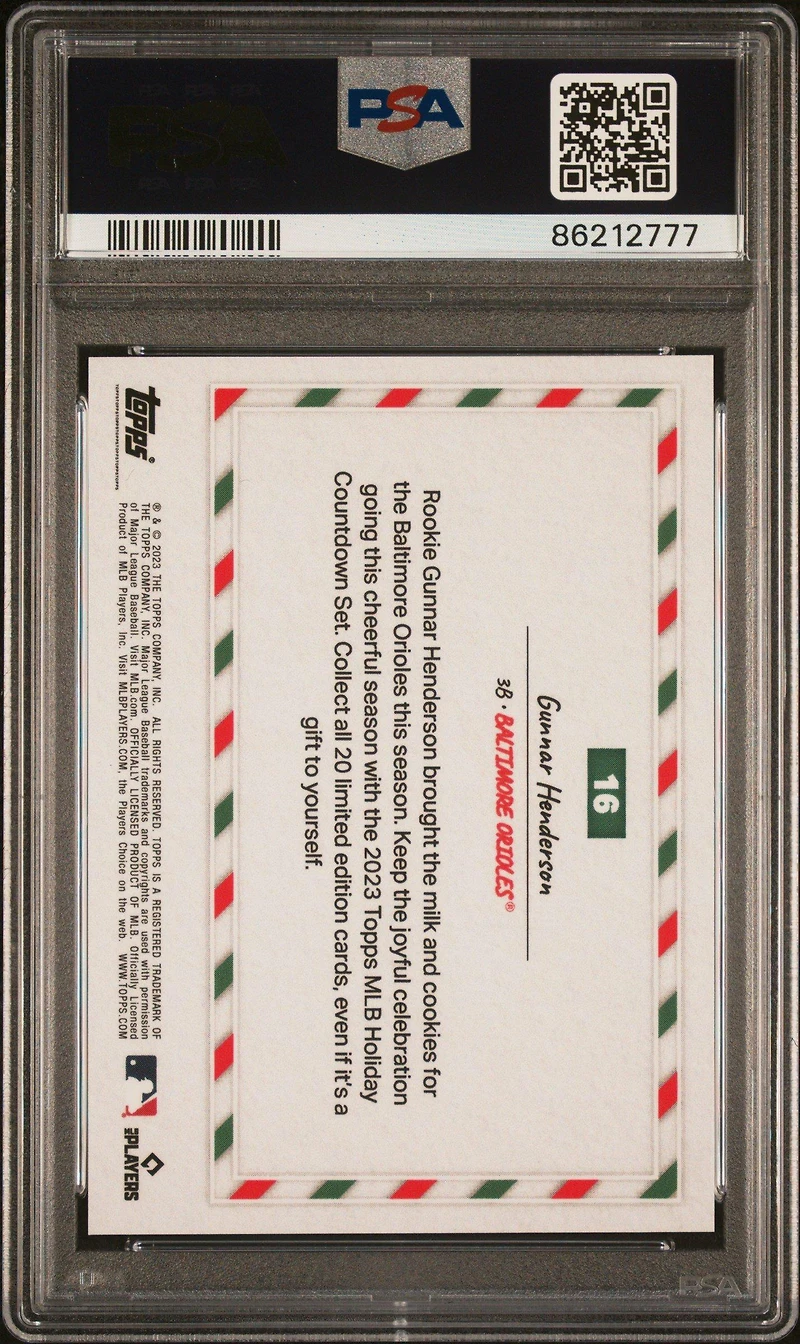 PSA
86212777
16
Gunnar Henderson
3B • BALTIMORE ORIOLES®
Rookie Gunnar Henderson brought the milk and cookies for
the Baltimore Orioles this season. Keep the joyful celebration
going this cheerful season with the 2023 Topps MLB Holiday
Countdown Set. Collect all 20 limited edition cards, even if it's a
gift to yourself.
topps®
® & © 2023 THE TOPPS COMPANY, INC. ALL RIGHTS RESERVED. TOPPS IS A REGISTERED TRADEMARK OF
THE TOPPS COMPANY, INC. Major League Baseball trademarks and copyrights are used with permission
of Major League Baseball. Visit MLB.com. OFFICIALLY LICENSED PRODUCT OF MLB. Officially Licensed
Product of MLB Players, Inc. Visit MLBPLAYERS.COM, the Players Choice on the web. WWW.TOPPS.COM
MLB PLAYERS
PSA